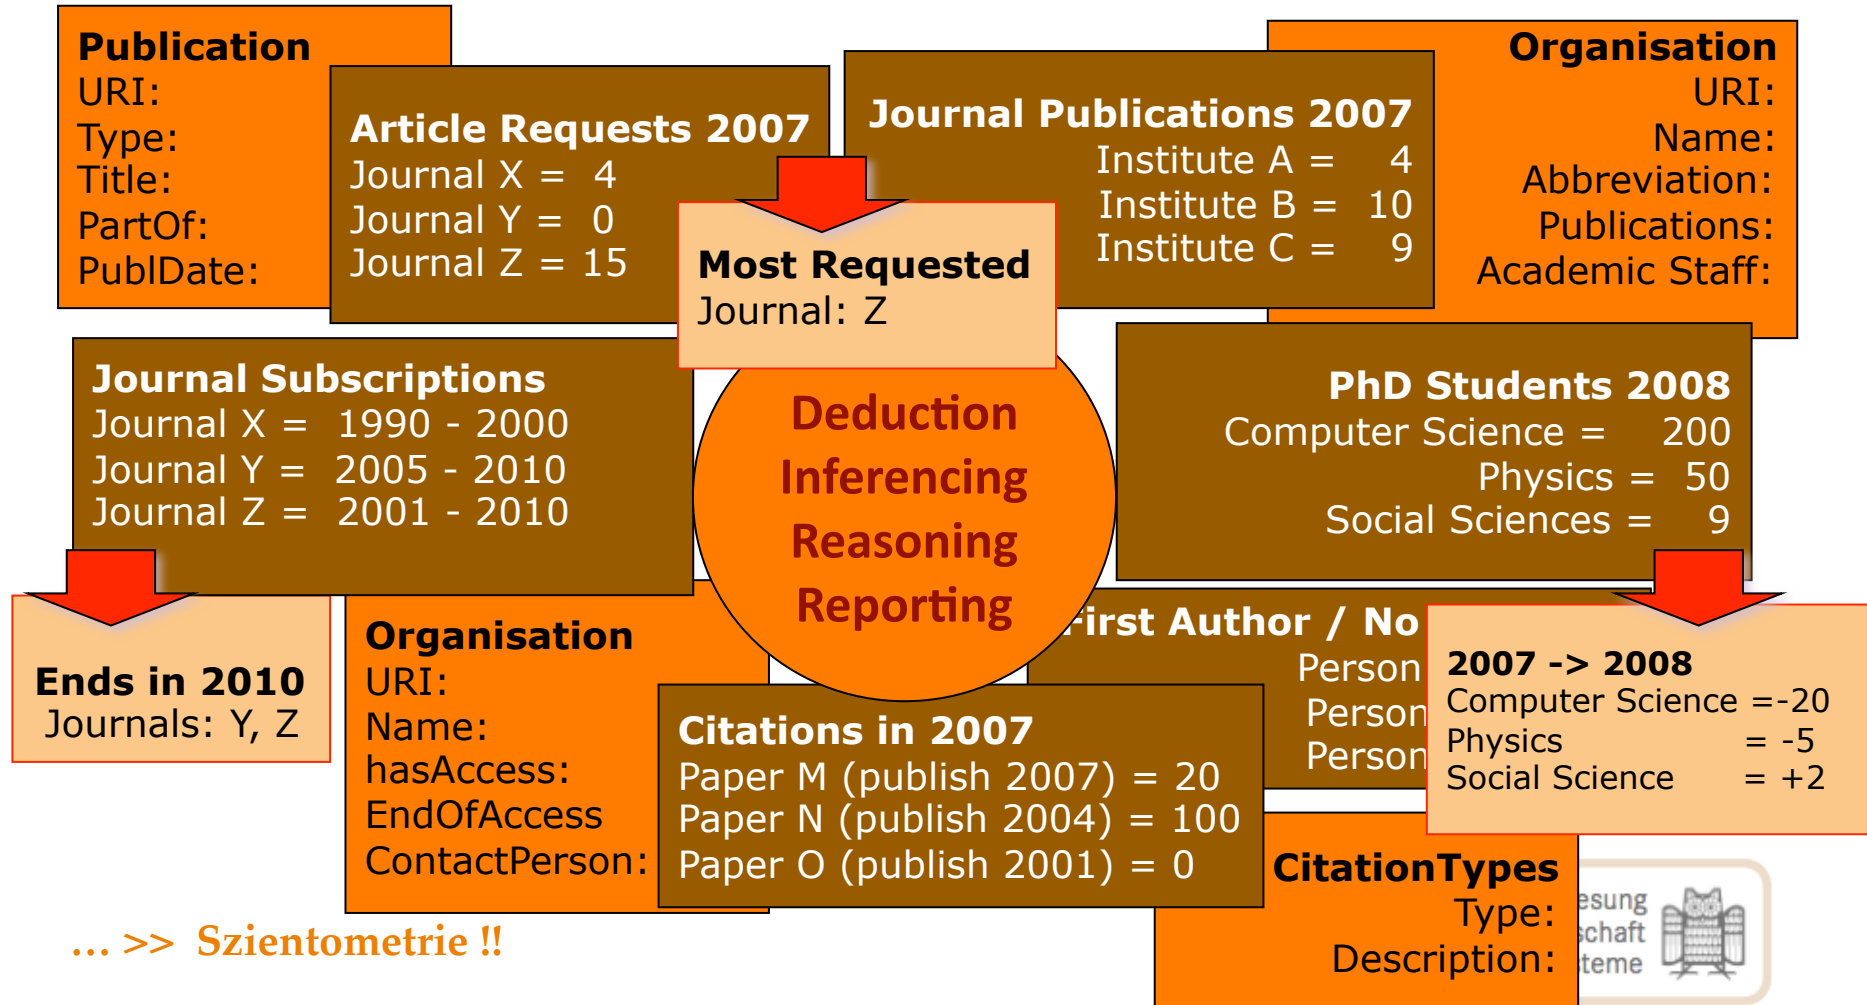 Publication
URI:
Type:
Title:
PartOf:
PublDate:
Article Requests 2007
Journal X = 4
Journal Y = 0
Journal Z = 15
Journal Publications 2007
Institute A = 4
Institute B = 10
Institute C = 9
Organisation
URI:
Name:
Abbreviation:
Publications:
Academic Staff:
Most Requested
Journal: Z
Journal Subscriptions
Journal X = 1990 - 2000
Journal Y = 2005 - 2010
Journal Z = 2001 - 2010
Deduction
Inferencing
Reasoning
Reporting
PhD Students 2008
Computer Science = 200
Physics = 50
Social Sciences = 9
Ends in 2010
Journals: Y, Z
Organisation
URI:
Name:
hasAccess:
EndOfAccess
ContactPerson:
Citations in 2007
Paper M (publish 2007) = 20
Paper N (publish 2004) = 100
Paper O (publish 2001) = 0
First Author / No
Person
Person
Person
2007 -> 2008
Computer Science =-20
Physics = -5
Social Science = +2
CitationTypes
Type:
Description:
... >> Szientometrie !!